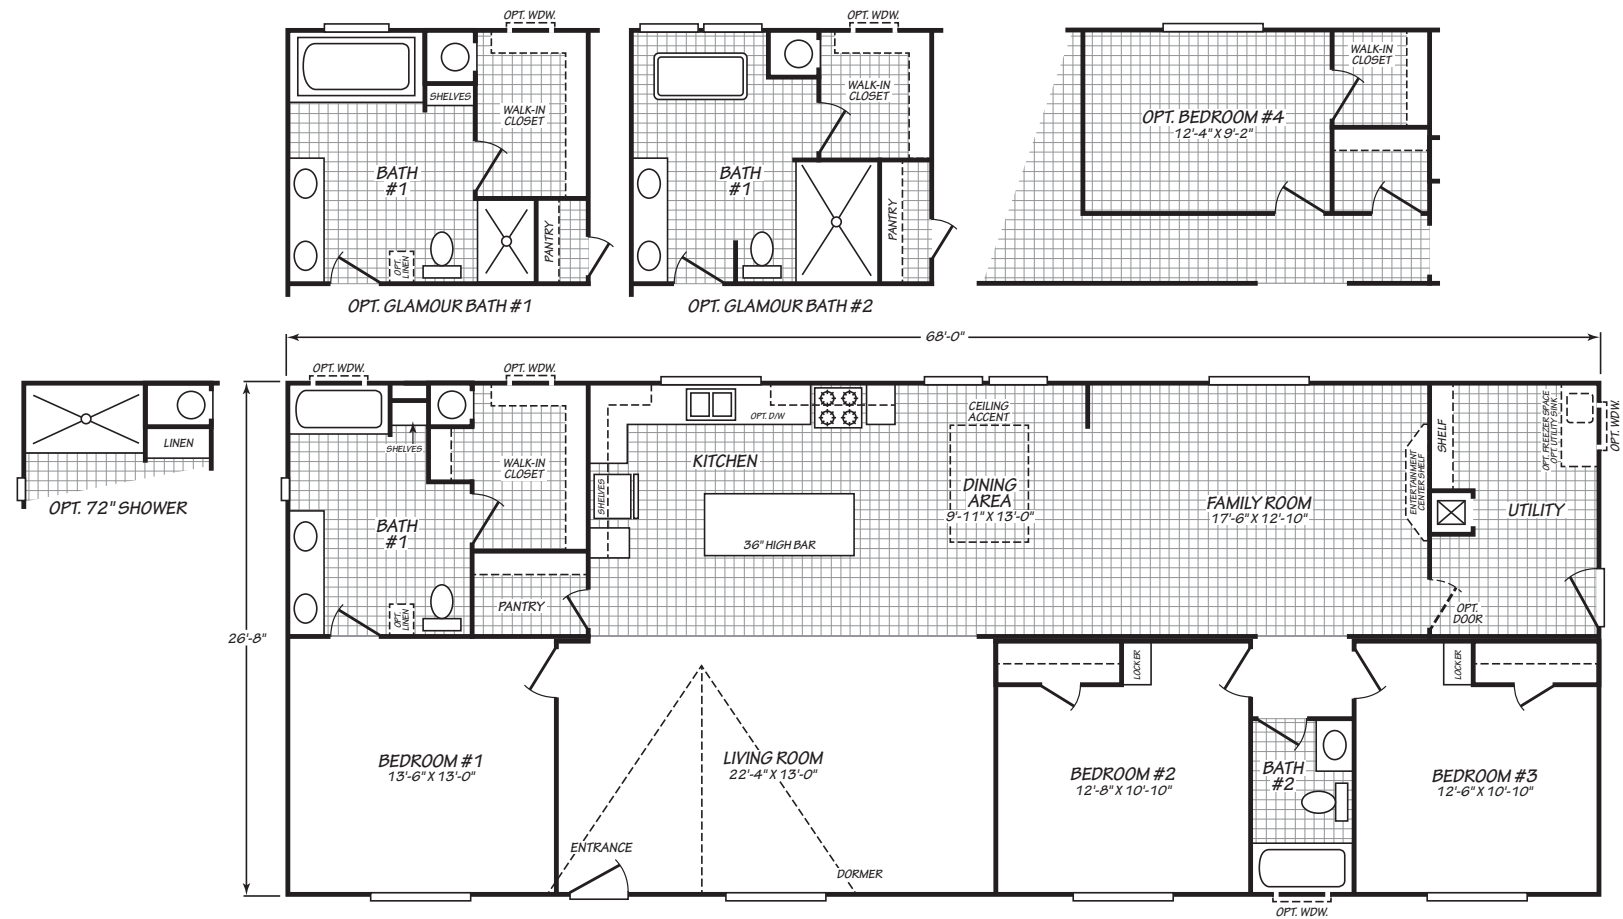 OPT. WDW.
OPT. WDW.
SHELVES
WALK-IN
CLOSET
BATH
#1
OPT.
LINEN
PANTRY
OPT. GLAMOUR BATH #1
WALK-IN
CLOSET
BATH
#1
PANTRY
OPT. GLAMOUR BATH #2
WALK-IN
CLOSET
OPT. BEDROOM #4
12'-4" X 9'-2"
68'-0"
26'-8"
LINEN
OPT. 72" SHOWER
OPT. WDW.
OPT. WDW.
SHELVES
WALK-IN
CLOSET
BATH
#1
OPT.
LINEN
PANTRY
OPT. D/W
KITCHEN
SHELVES
36" HIGH BAR
CEILING
ACCENT
DINING
AREA
9'-11" X 13'-0"
FAMILY ROOM
17'-6" X 12'-10"
ENTERTAINMENT
CENTER SHELF
SHELF
OPT. FREEZER SPACE
OPT. UTILITY SINK
OPT. WDW.
UTILITY
OPT.
DOOR
BEDROOM #1
13'-6" X 13'-0"
LIVING ROOM
22'-4" X 13'-0"
ENTRANCE
DORMER
LOCKER
BEDROOM #2
12'-8" X 10'-10"
BATH
#2
OPT. WDW.
LOCKER
BEDROOM #3
12'-6" X 10'-10"